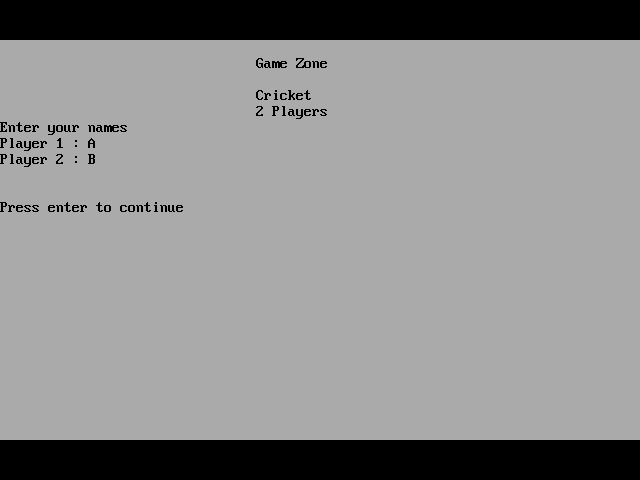 Game Zone
Cricket
2 Players
Enter your names
Player 1 : A
Player 2 : B
Press enter to continue